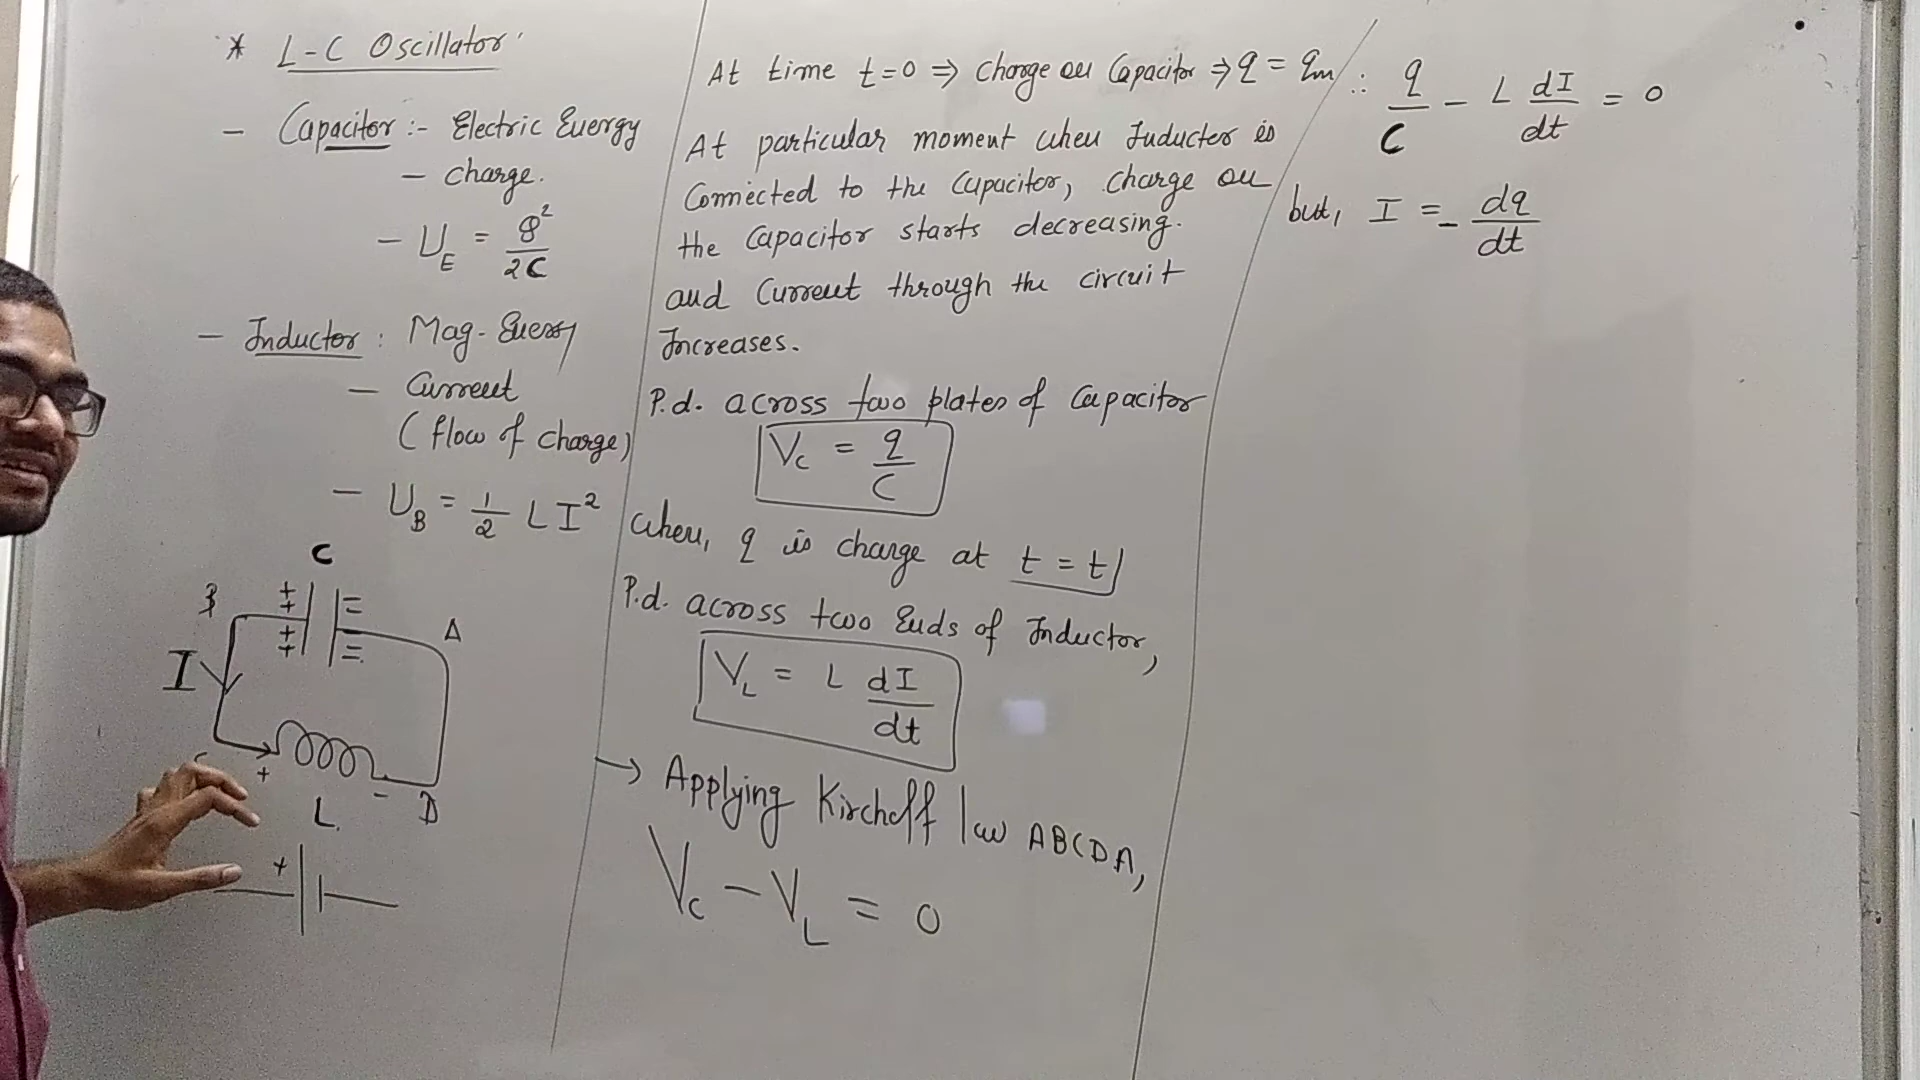 * L-C Oscillator
- Capacitor :- Electric Energy
- charge.
- U_E = q²/2C
- Inductor : Mag. Energy
- Current
(flow of charge)
- U_B = 1/2 L I²
C
B
+ + + +
= =
A
I
C
+
-
D
L.
+
At time t=0 ⇒ charge on Capacitor ⇒ q = qm
At particular moment when Inductor is
Connected to the Capacitor, charge on
the Capacitor starts decreasing.
and Current through the circuit
Increases.
P.d. across two plates of Capacitor
V_C = q/C
when, q is charge at t = t
P.d. across two Ends of Inductor,
V_L = L dI/dt
→ Applying Kirchoff law ABCDA,
V_C - V_L = 0
∴ q/C - L dI/dt = 0
but, I = - dq/dt